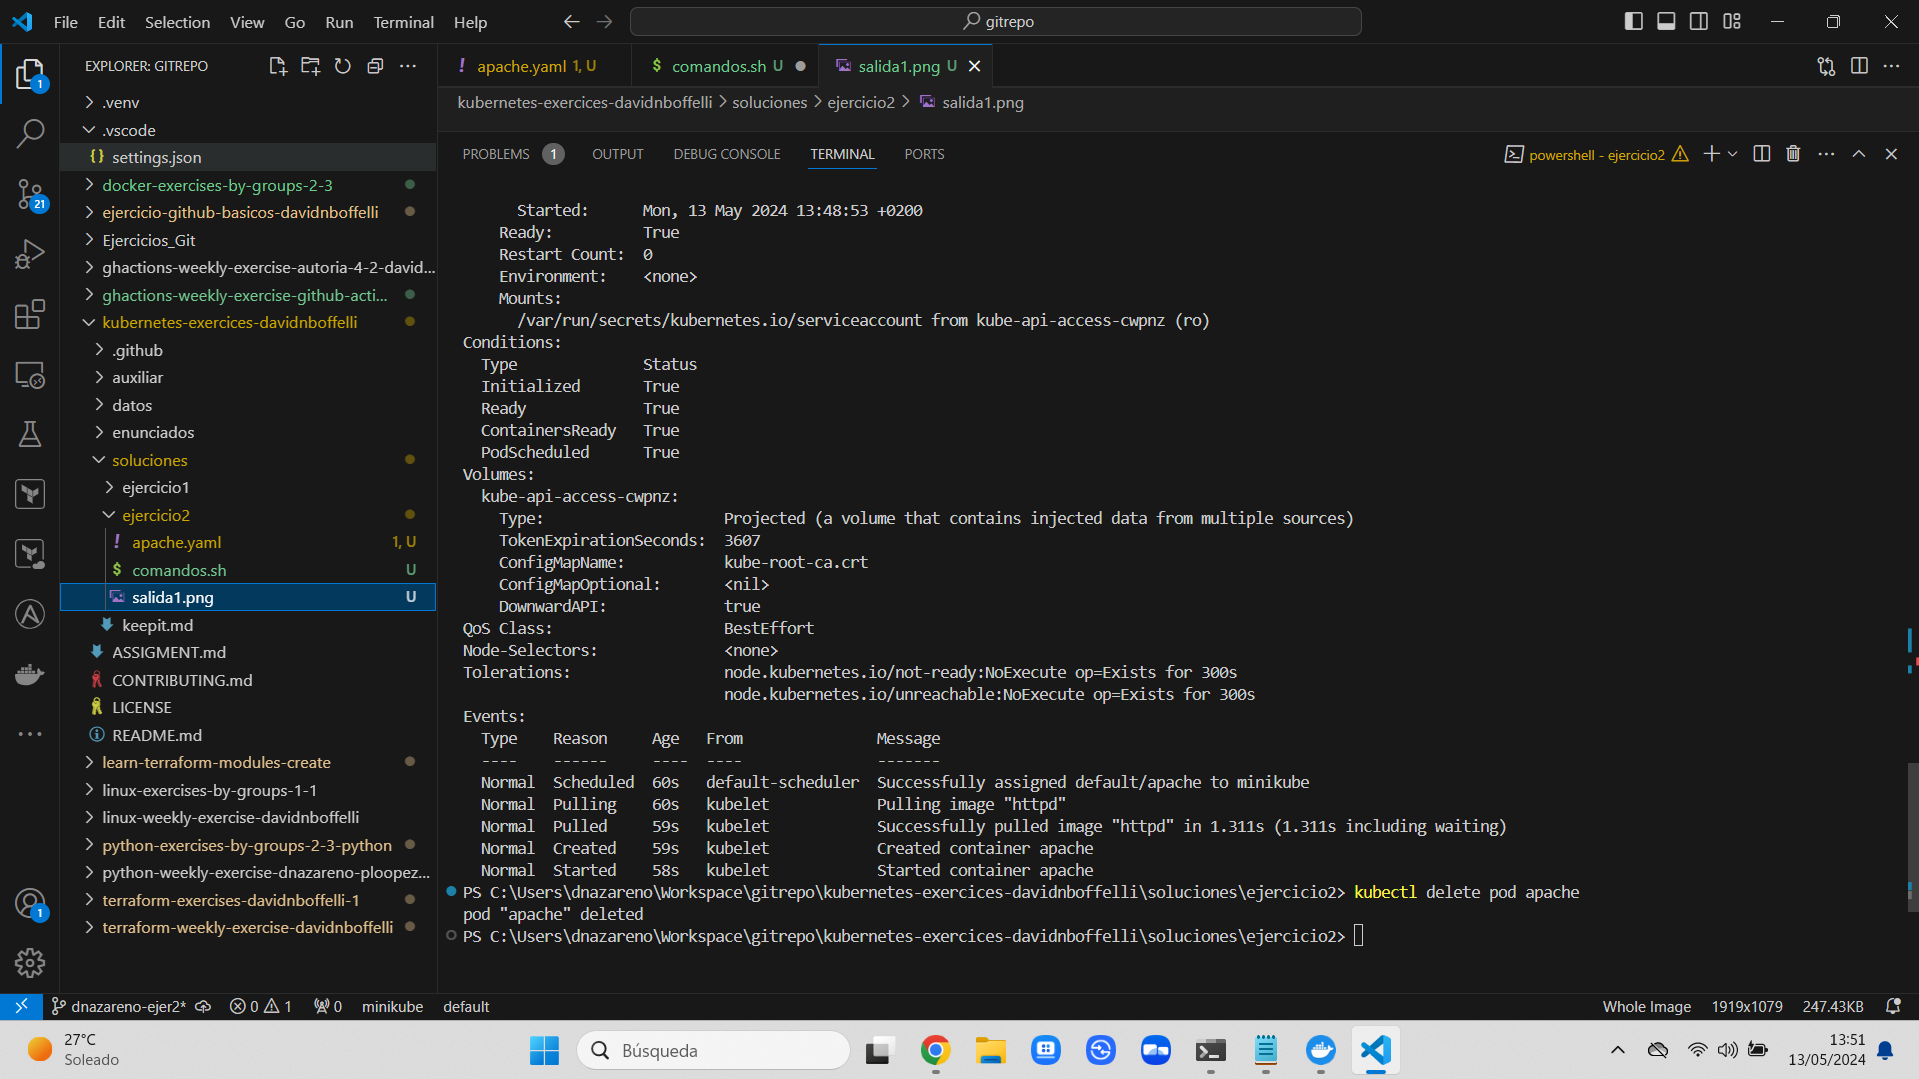 File Edit Selection View Go Run Terminal Help
gitrepo
EXPLORER: GITREPO
.venv
.vscode
settings.json
docker-exercises-by-groups-2-3
ejercicio-github-basicos-davidnboffelli
Ejercicios_Git
ghactions-weekly-exercise-autoria-4-2-david...
ghactions-weekly-exercise-github-acti...
kubernetes-exercices-davidnboffelli
.github
auxiliar
datos
enunciados
soluciones
ejercicio1
ejercicio2
apache.yaml 1, U
comandos.sh U
salida1.png U
keepit.md
ASSIGMENT.md
CONTRIBUTING.md
LICENSE
README.md
learn-terraform-modules-create
linux-exercises-by-groups-1-1
linux-weekly-exercise-davidnboffelli
python-exercises-by-groups-2-3-python
python-weekly-exercise-dnazareno-ploopez...
terraform-exercises-davidnboffelli-1
terraform-weekly-exercise-davidnboffelli
1
21
1
apache.yaml 1, U comandos.sh U salida1.png U
kubernetes-exercices-davidnboffelli > soluciones > ejercicio2 > salida1.png
PROBLEMS 1 OUTPUT DEBUG CONSOLE TERMINAL PORTS
powershell - ejercicio2
Started: Mon, 13 May 2024 13:48:53 +0200
Ready: True
Restart Count: 0
Environment: <none>
Mounts:
/var/run/secrets/kubernetes.io/serviceaccount from kube-api-access-cwpnz (ro)
Conditions:
Type Status
Initialized True
Ready True
ContainersReady True
PodScheduled True
Volumes:
kube-api-access-cwpnz:
Type: Projected (a volume that contains injected data from multiple sources)
TokenExpirationSeconds: 3607
ConfigMapName: kube-root-ca.crt
ConfigMapOptional: <nil>
DownwardAPI: true
QoS Class: BestEffort
Node-Selectors: <none>
Tolerations: node.kubernetes.io/not-ready:NoExecute op=Exists for 300s
node.kubernetes.io/unreachable:NoExecute op=Exists for 300s
Events:
Type Reason Age From Message
---- ------ ---- ---- -------
Normal Scheduled 60s default-scheduler Successfully assigned default/apache to minikube
Normal Pulling 60s kubelet Pulling image "httpd"
Normal Pulled 59s kubelet Successfully pulled image "httpd" in 1.311s (1.311s including waiting)
Normal Created 59s kubelet Created container apache
Normal Started 58s kubelet Started container apache
PS C:\Users\dnazareno\Workspace\gitrepo\kubernetes-exercices-davidnboffelli\soluciones\ejercicio2> kubectl delete pod apache
pod "apache" deleted
PS C:\Users\dnazareno\Workspace\gitrepo\kubernetes-exercices-davidnboffelli\soluciones\ejercicio2>
dnazareno-ejer2* 0 1 0 minikube default Whole Image 1919x1079 247.43KB
27°C
Soleado
Búsqueda
13:51
13/05/2024